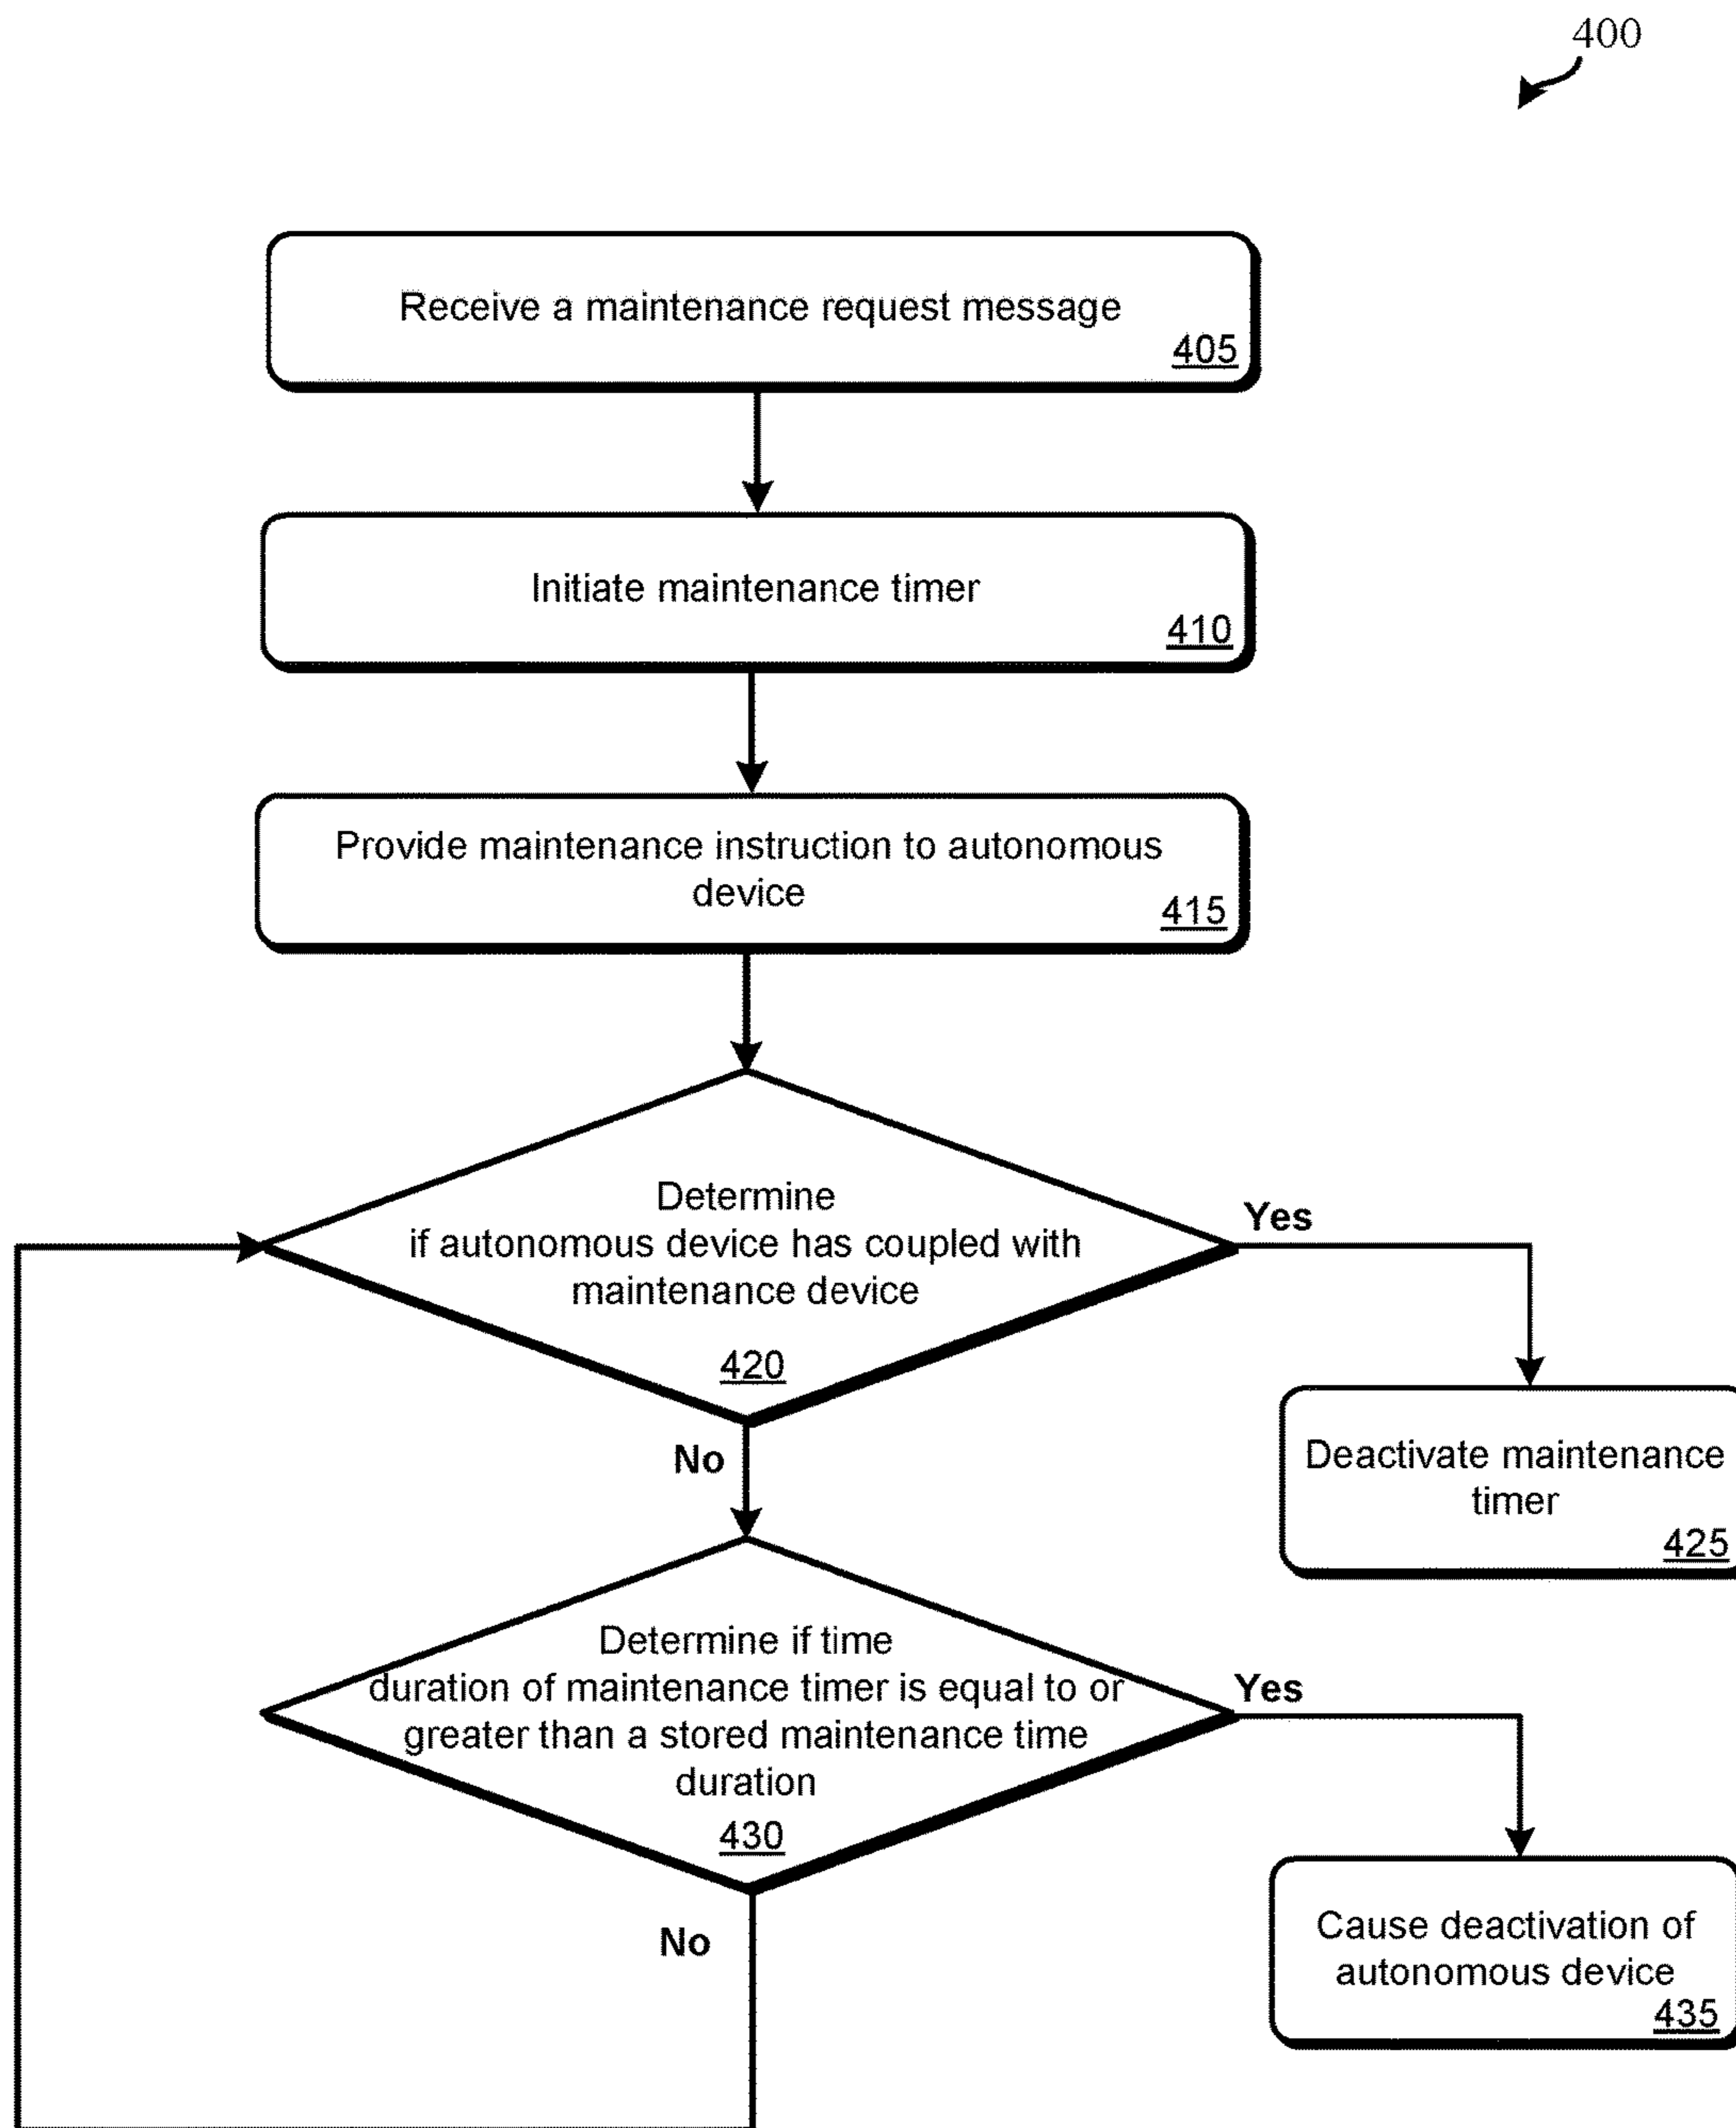 400
Receive a maintenance request message
405
Initiate maintenance timer
410
Provide maintenance instruction to autonomous
device
415
Determine
if autonomous device has coupled with
maintenance device
420
Yes
No
Deactivate maintenance
timer
425
Determine if time
duration of maintenance timer is equal to or
greater than a stored maintenance time
duration
430
Yes
No
Cause deactivation of
autonomous device
435